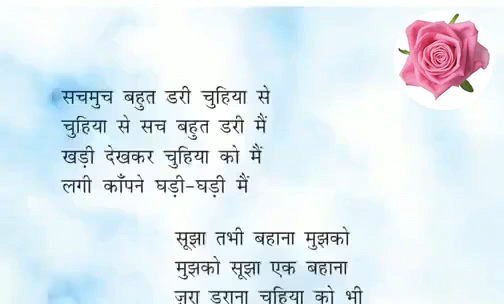 सचमुच बहुत डरी चुहिया से
चुहिया से सच बहुत डरी मैं
खड़ी देखकर चुहिया को मैं
लगी काँपने घड़ी-घड़ी मैं
सूझा तभी बहाना मुझको
मुझको सूझा एक बहाना
ज़रा डराना चुहिया को भी